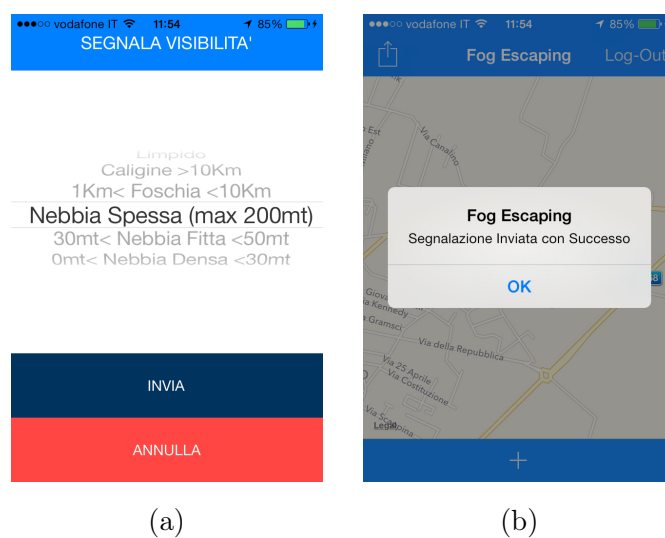 vodafone IT 11:54 85%
SEGNALA VISIBILITA'
Limpido
Caligine >10Km
1Km< Foschia <10Km
Nebbia Spessa (max 200mt)
30mt< Nebbia Fitta <50mt
0mt< Nebbia Densa <30mt
INVIA
ANNULLA
(a)
vodafone IT 11:54 85%
Fog Escaping Log-Out
Est
Via Canalino
Fog Escaping
Segnalazione Inviata con Successo
OK
Via Kennedy
Gramsci
Via della Repubblica
Via 25 Aprile
Via Costituzione
Legal
+
(b)